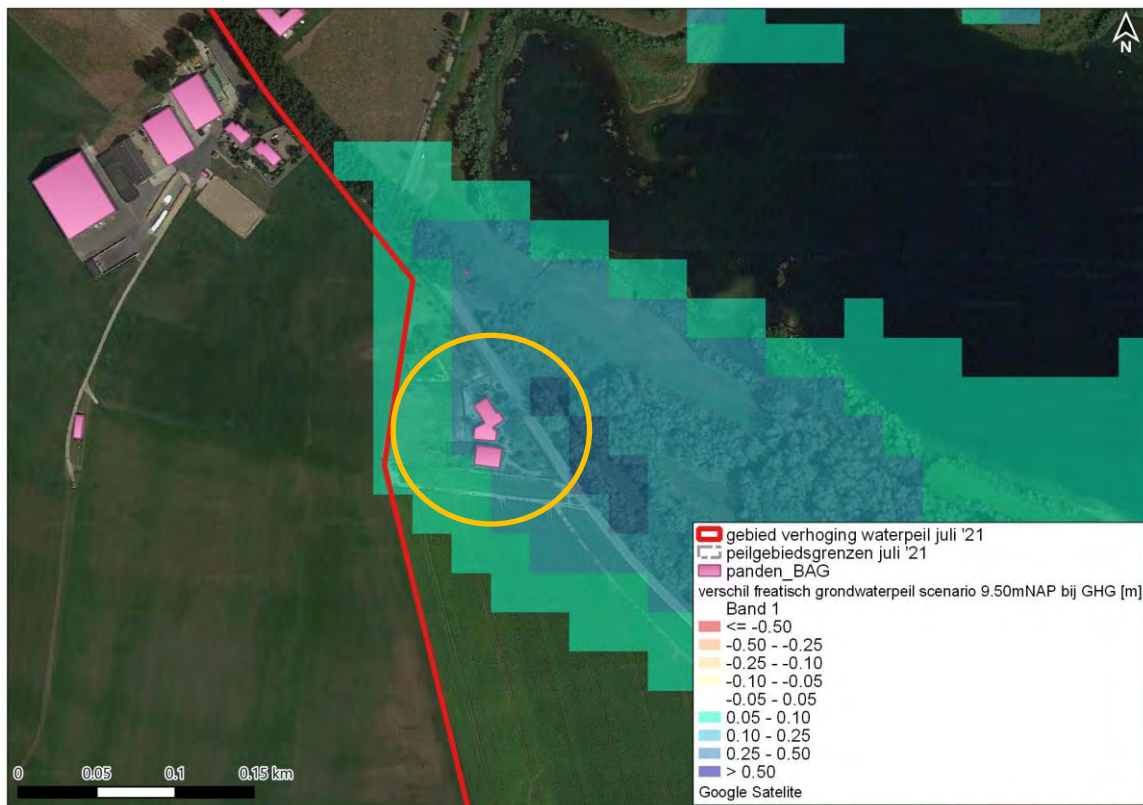 N
gebied verhoging waterpeil juli '21
peilgebiedsgrenzen juli '21
panden_BAG
verschil freatisch grondwaterpeil scenario 9.50mNAP bij GHG [m]
Band 1
<= -0.50
-0.50 - -0.25
-0.25 - -0.10
-0.10 - -0.05
-0.05 - 0.05
0.05 - 0.10
0.10 - 0.25
0.25 - 0.50
> 0.50
Google Satelite
0 0.05 0.1 0.15 km